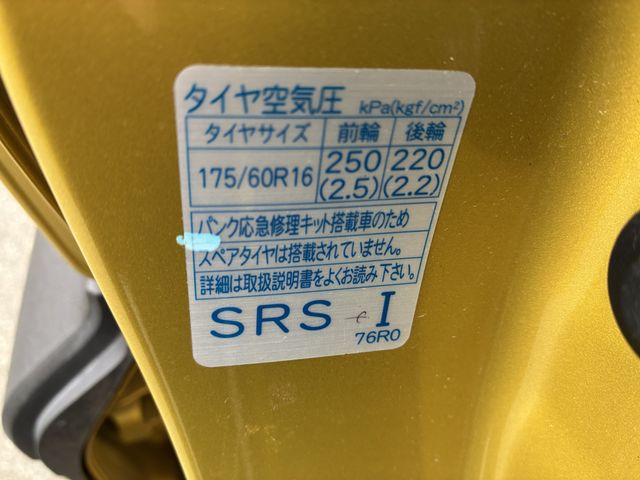 タイヤ空気圧 kPa(kgf/cm²)
タイヤサイズ 前輪 後輪
175/60R16 250 220
(2.5) (2.2)
パンク応急修理キット搭載車のため
スペアタイヤは搭載されていません。
詳細は取扱説明書をよくお読み下さい。
SRS I
76R0